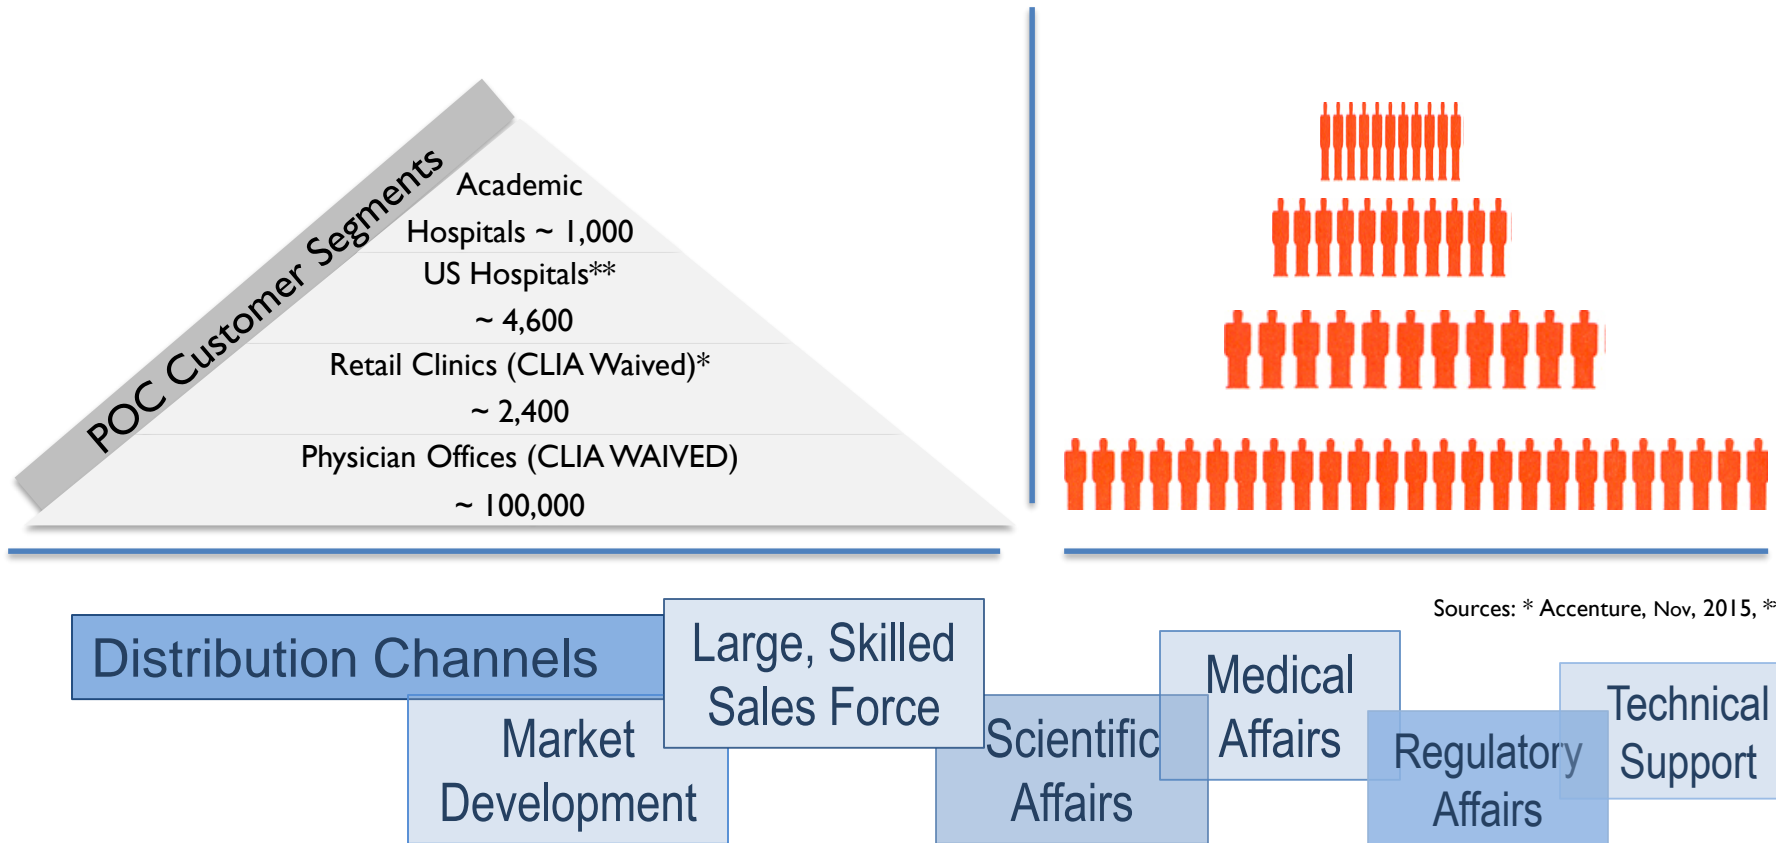 POC Customer Segments
Academic
Hospitals ~ 1,000
US Hospitals**
~ 4,600
Retail Clinics (CLIA Waived)*
~ 2,400
Physician Offices (CLIA WAIVED)
~ 100,000
Sources: * Accenture, Nov, 2015, *
Distribution Channels
Large, Skilled
Sales Force
Market
Development
Scientific
Affairs
Medical
Affairs
Regulatory
Affairs
Technical
Support